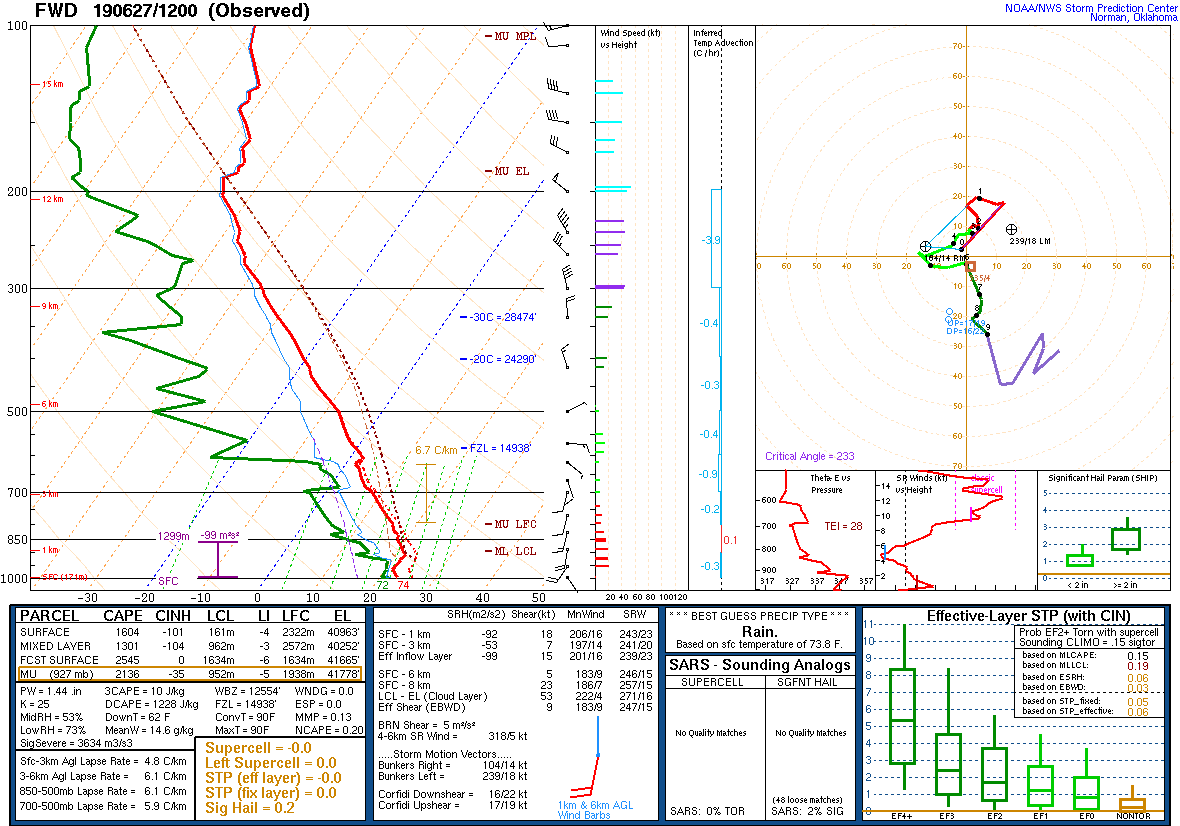 FWD 190627/1200 (Observed)
NOAA/NWS Storm Prediction Center
Norman, Oklahoma
100
200
300
500
700
850
1000
15 km
12 km
9 km
6 km
3 km
1 km
SFC (171m)
-30 -20 -10 0 10 20 30 40 50
MU MPL
MU EL
-30C = 28474'
-20C = 24290'
FZL = 14938'
6.7 C/km
MU LFC
ML LCL
1299m
-99 m²s²
SFC
72 74
Wind Speed (kt)
vs Height
20 40 60 80 100120
Inferred
Temp Advection
(C / hr)
-3.9
-0.4
-0.3
-0.4
-0.9
-0.2
0.1
-0.3
70
60
50
40
30
20
10
70 60 50 40 30 20 20 30 40 50 60
10
20
30
40
50
60
70
1
4
7
8
9
239/18 LM
104/14 RM
235/4
UP=17/19
DP=16/22
Critical Angle = 233
Theta-E vs
Pressure
600
700
800
900
TEI = 28
317 327 337 347 357
SR Winds (kt)
vs Height
classic
supercell
14
12
10
8
6
4
2
Significant Hail Param (SHIP)
5
4
3
2
1
0
< 2 in >= 2 in
PARCEL CAPE CINH LCL LI LFC EL
SURFACE 1604 -101 161m -4 2322m 40963'
MIXED LAYER 1301 -104 962m -3 2572m 40252'
FCST SURFACE 2545 0 1634m -6 1634m 41665'
MU (927 mb) 2136 -35 952m -5 1938m 41778'
PW = 1.44 .in 3CAPE = 10 J/kg WBZ = 12554' WNDG = 0.0
K = 25 DCAPE = 1228 J/kg FZL = 14938' ESP = 0.0
MidRH = 53% DownT = 62 F ConvT = 90F MMP = 0.13
LowRH = 73% MeanW = 14.6 g/kg MaxT = 90F NCAPE = 0.20
SigSevere = 3634 m3/s3
Sfc-3km Agl Lapse Rate = 4.8 C/km
3-6km Agl Lapse Rate = 6.1 C/km
850-500mb Lapse Rate = 6.1 C/km
700-500mb Lapse Rate = 5.9 C/km
Supercell = -0.0
Left Supercell = 0.0
STP (eff layer) = -0.0
STP (fix layer) = 0.0
Sig Hail = 0.2
SRH(m2/s2) Shear(kt) MnWind SRW
SFC - 1 km -92 18 206/16 243/23
SFC - 3 km -53 7 197/14 241/20
Eff Inflow Layer -99 15 201/16 239/23
SFC - 6 km 5 183/9 246/15
SFC - 8 km 23 186/7 257/15
LCL - EL (Cloud Layer) 53 222/4 271/16
Eff Shear (EBWD) 9 183/9 247/15
BRN Shear = 5 m²/s²
4-6km SR Wind = 318/5 kt
.....Storm Motion Vectors.....
Bunkers Right = 104/14 kt
Bunkers Left = 239/18 kt
Corfidi Downshear = 16/22 kt
Corfidi Upshear = 17/19 kt
1km & 6km AGL
Wind Barbs
* * * BEST GUESS PRECIP TYPE * * *
Rain.
Based on sfc temperature of 73.8 F.
SARS - Sounding Analogs
SUPERCELL SGFNT HAIL
No Quality Matches No Quality Matches
(48 loose matches)
SARS: 0% TOR SARS: 2% SIG
Effective-Layer STP (with CIN)
11
10
9
8
7
6
5
4
3
2
1
0
Prob EF2+ Torn with supercell
Sounding CLIMO = .15 sigtor
based on MLCAPE: 0.15
based on MLLCL: 0.19
based on ESRH: 0.06
based on EBWD: 0.03
based on STP_fixed: 0.05
based on STP_effective: 0.06
EF4+ EF3 EF2 EF1 EF0 NONTOR